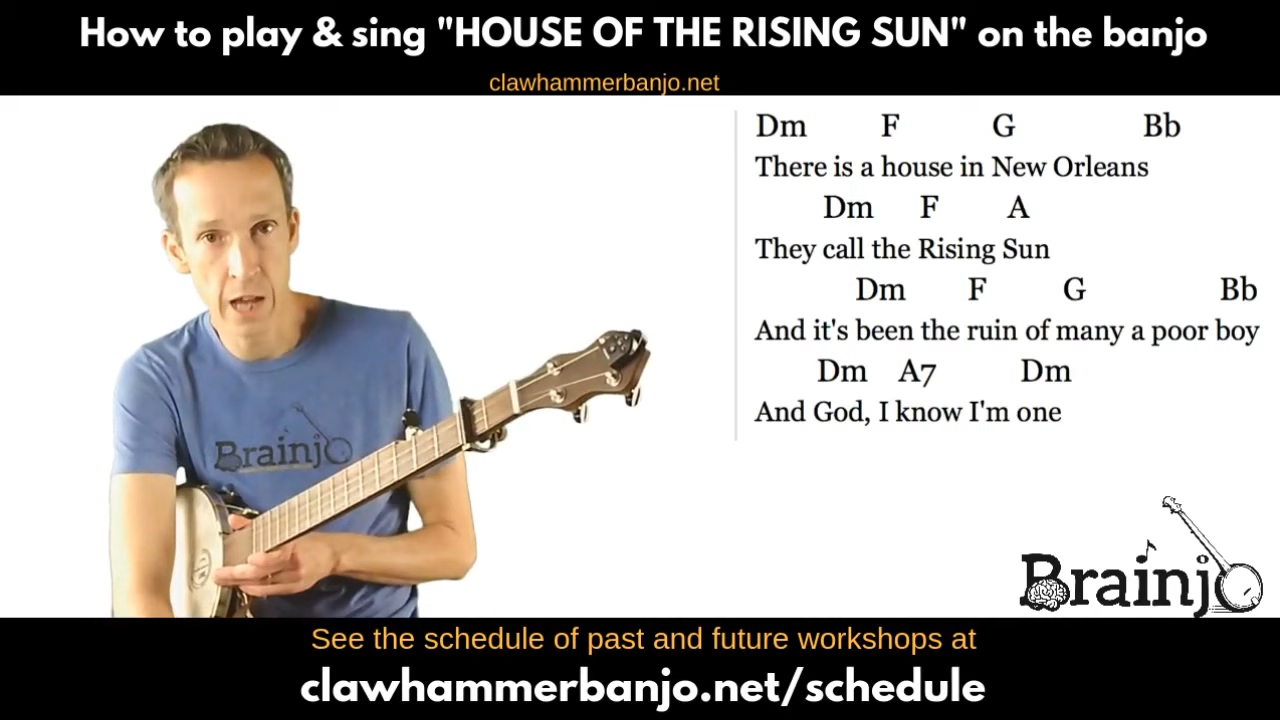 How to play & sing "HOUSE OF THE RISING SUN" on the banjo
clawhammerbanjo.net
Dm F G Bb
There is a house in New Orleans
Dm F A
They call the Rising Sun
Dm F G Bb
And it's been the ruin of many a poor boy
Dm A7 Dm
And God, I know I'm one
Brainjo
Brainjo
See the schedule of past and future workshops at
clawhammerbanjo.net/schedule